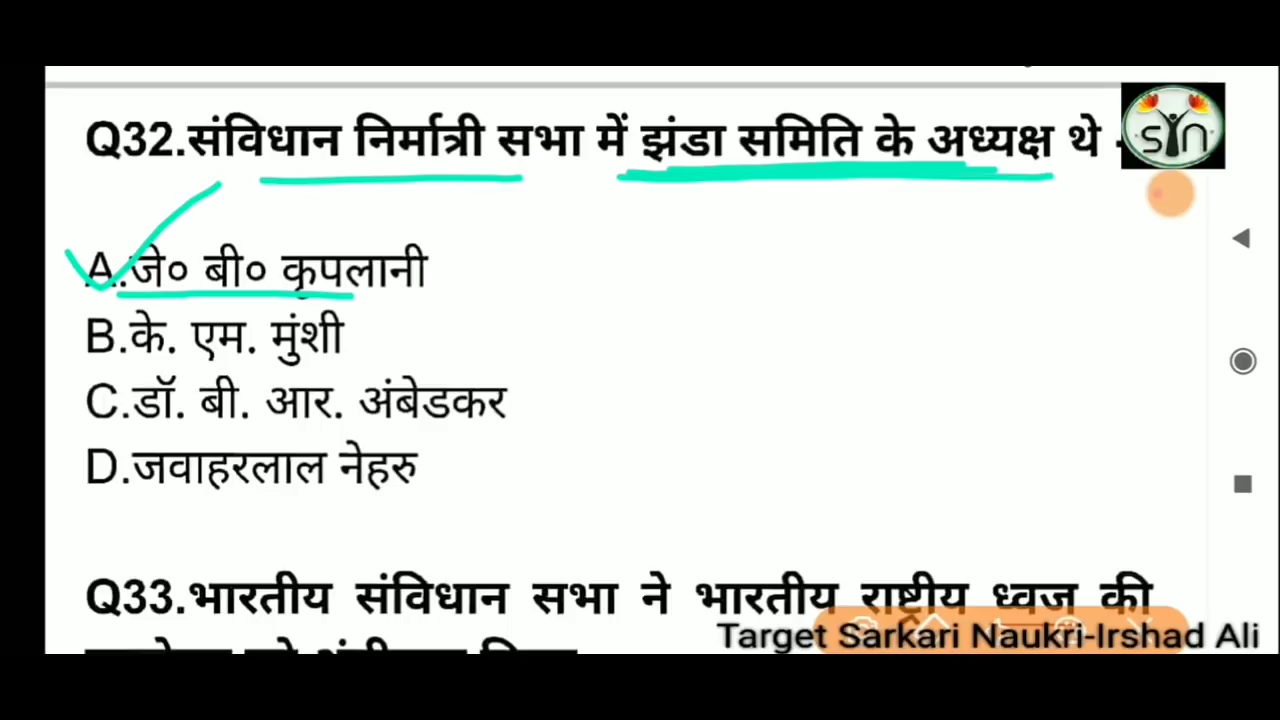 Q32.संविधान निर्मात्री सभा में झंडा समिति के अध्यक्ष थे -
SYN
A.जे० बी० कृपलानी
B.के. एम. मुंशी
C.डॉ. बी. आर. अंबेडकर
D.जवाहरलाल नेहरु
Q33.भारतीय संविधान सभा ने भारतीय राष्ट्रीय ध्वज की
Target Sarkari Naukri-Irshad Ali